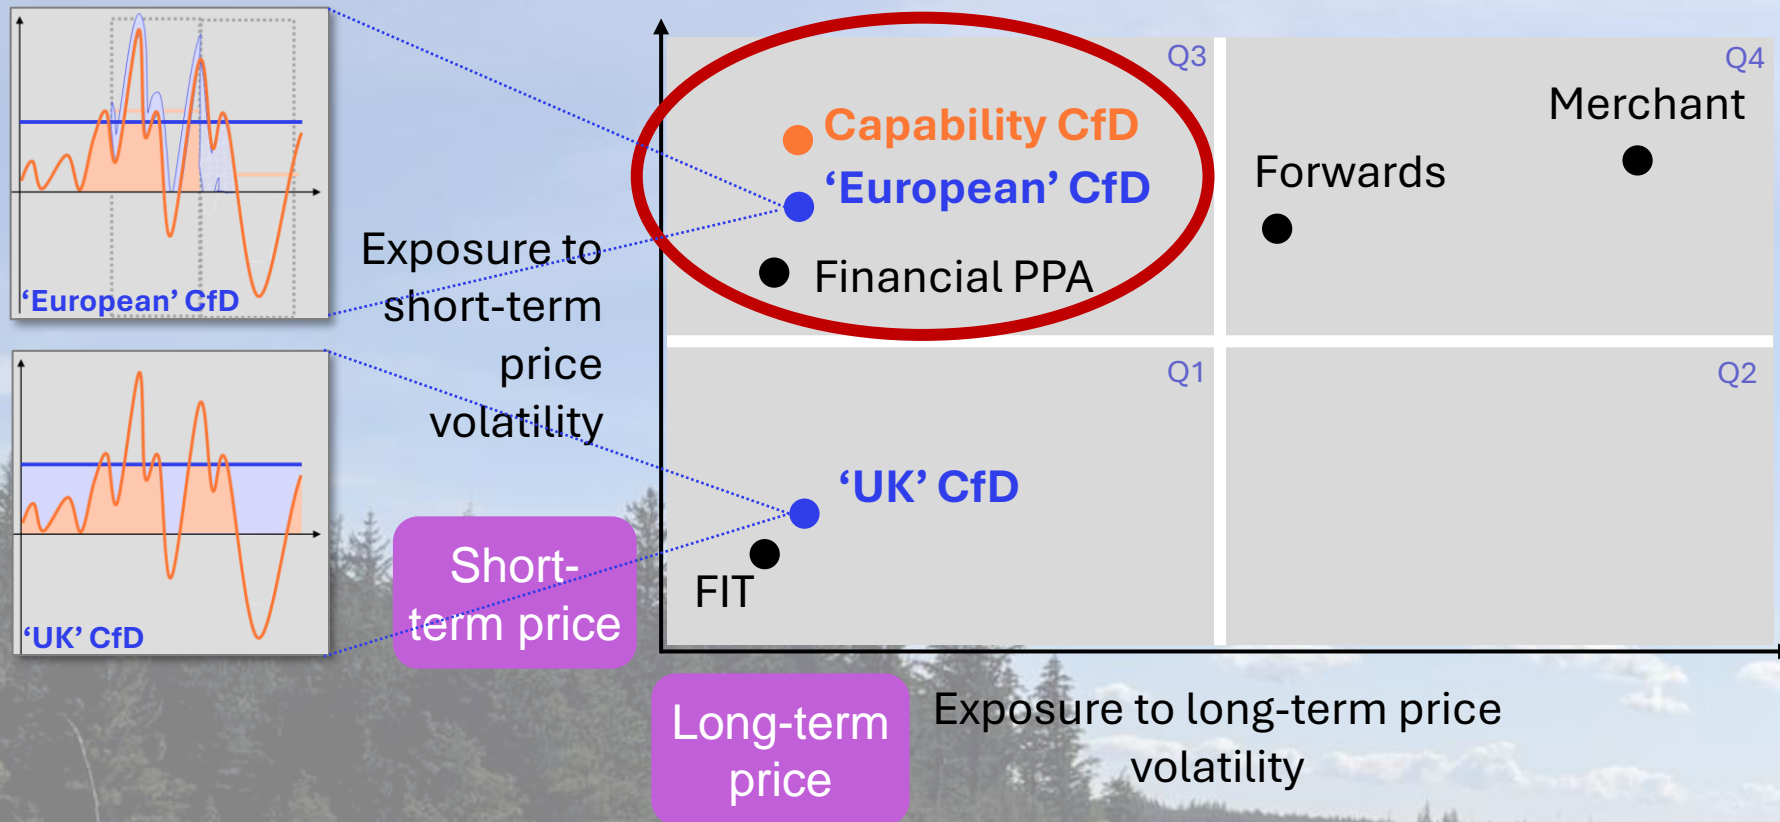 ‘European’ CfD
‘UK’ CfD
Exposure to
short-term
price
volatility
Short-
term price
Q3
Capability CfD
‘European’ CfD
Financial PPA
Q4
Merchant
Forwards
Q1
‘UK’ CfD
FIT
Q2
Long-term
price
Exposure to long-term price
volatility